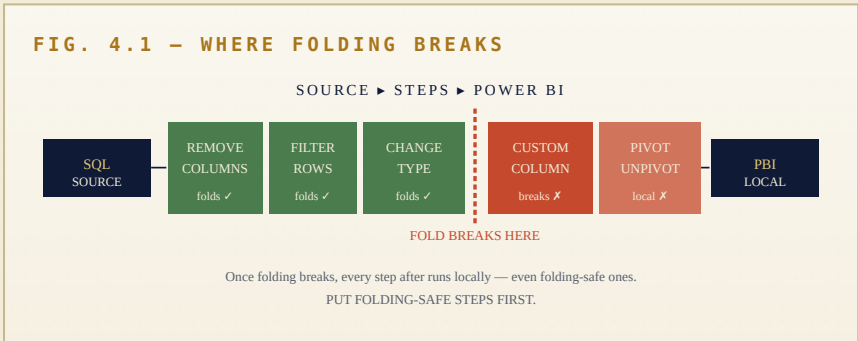 FIG. 4.1 — WHERE FOLDING BREAKS
SOURCE ▸ STEPS ▸ POWER BI
SQL
SOURCE
REMOVE
COLUMNS
folds ✓
FILTER
ROWS
folds ✓
CHANGE
TYPE
folds ✓
CUSTOM
COLUMN
breaks ✗
PIVOT
UNPIVOT
local ✗
PBI
LOCAL
FOLD BREAKS HERE
Once folding breaks, every step after runs locally — even folding-safe ones.
PUT FOLDING-SAFE STEPS FIRST.